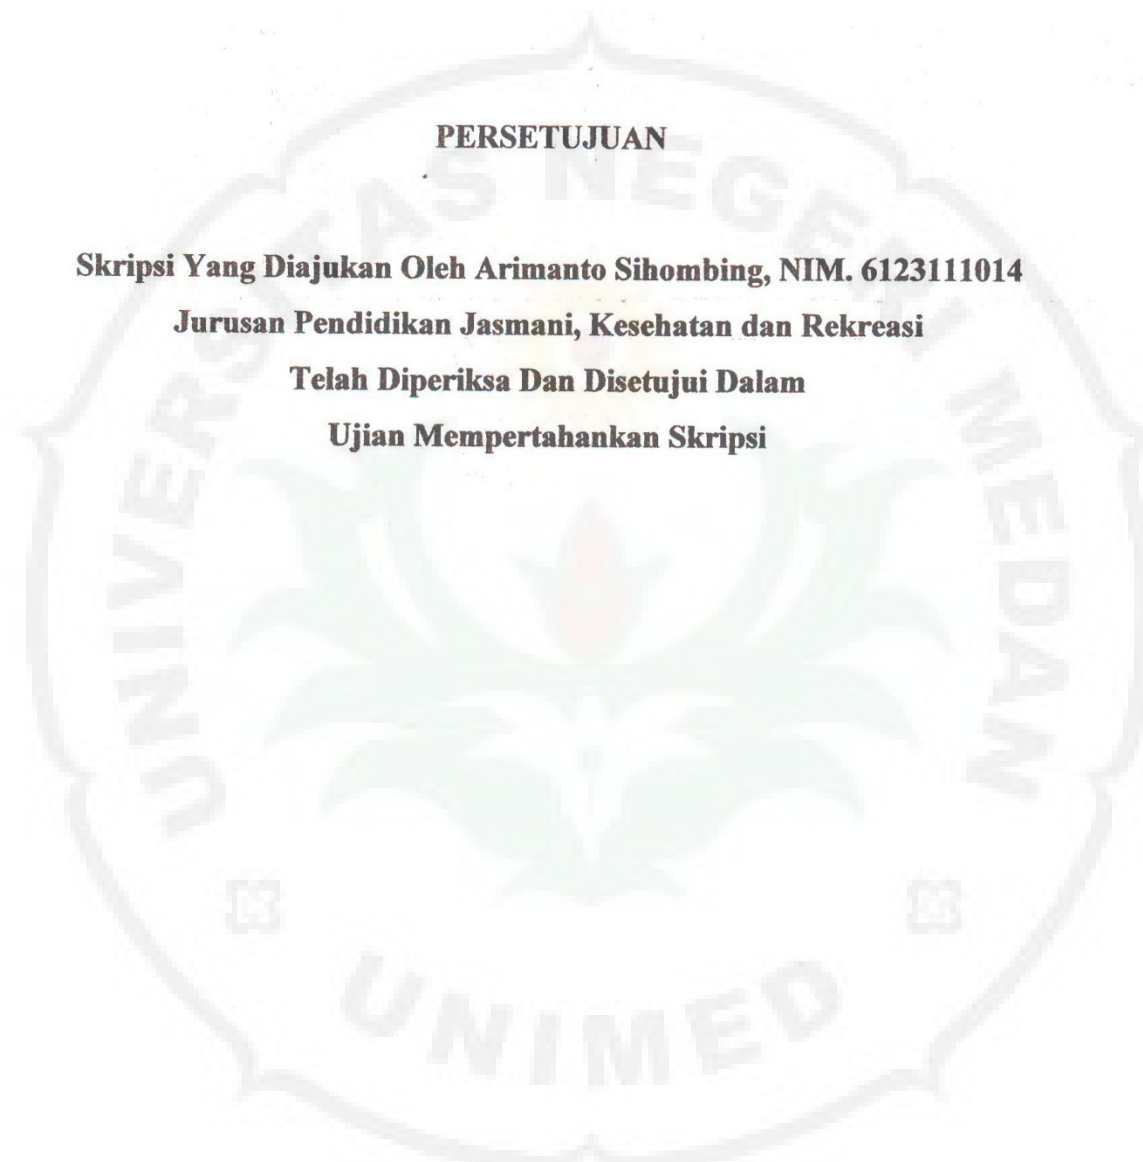 PERSETUJUAN
Skripsi Yang Diajukan Oleh Arimanto Sihombing, NIM. 6123111014
Jurusan Pendidikan Jasmani, Kesehatan dan Rekreasi
Telah Diperiksa Dan Disetujui Dalam
Ujian Mempertahankan Skripsi
UNIVERSITAS NEGERI MEDAN
UNIMED